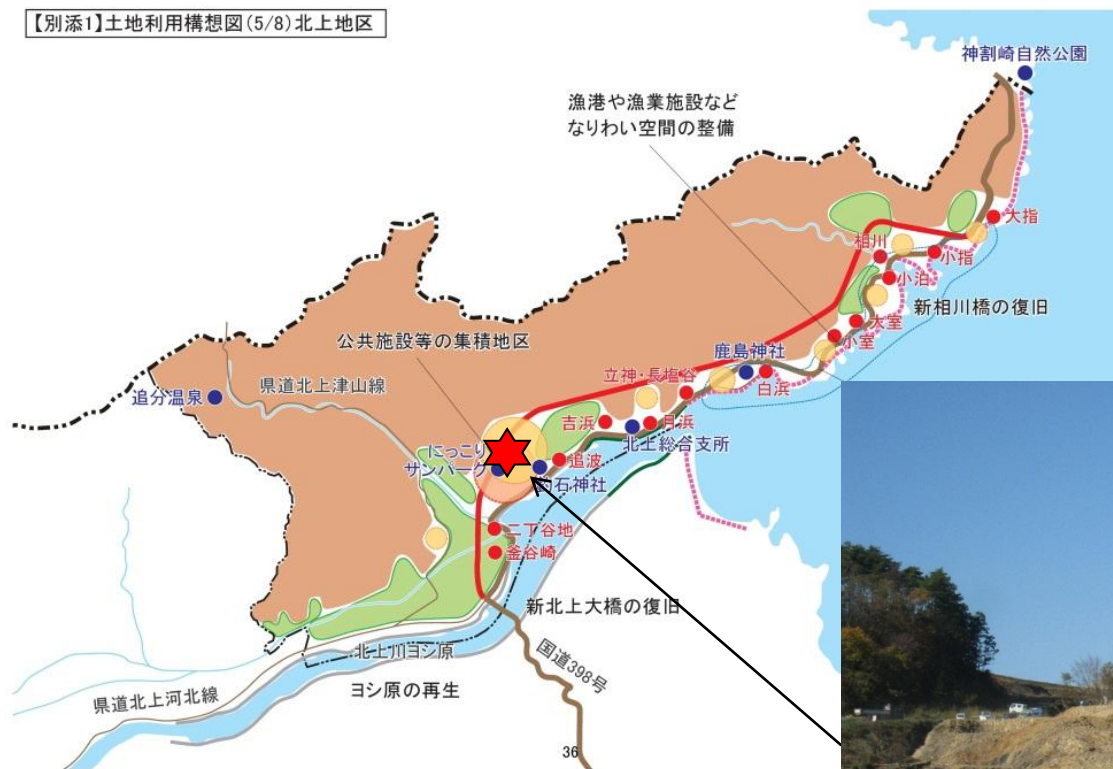 【別添1】土地利用構想図(5/8)北上地区
神割崎自然公園
漁港や漁業施設など
なりわい空間の整備
大指
相川
小指
小泊
新相川橋の復旧
大室
小室
公共施設等の集積地区
鹿島神社
立神・長塩谷
白浜
県道北上津山線
追分温泉
吉浜
月浜
北上総合支所
にっこり
サンパーク
追波
石神社
二丁谷地
釜谷崎
新北上大橋の復旧
北上川ヨシ原
国道398号
ヨシ原の再生
県道北上河北線
36